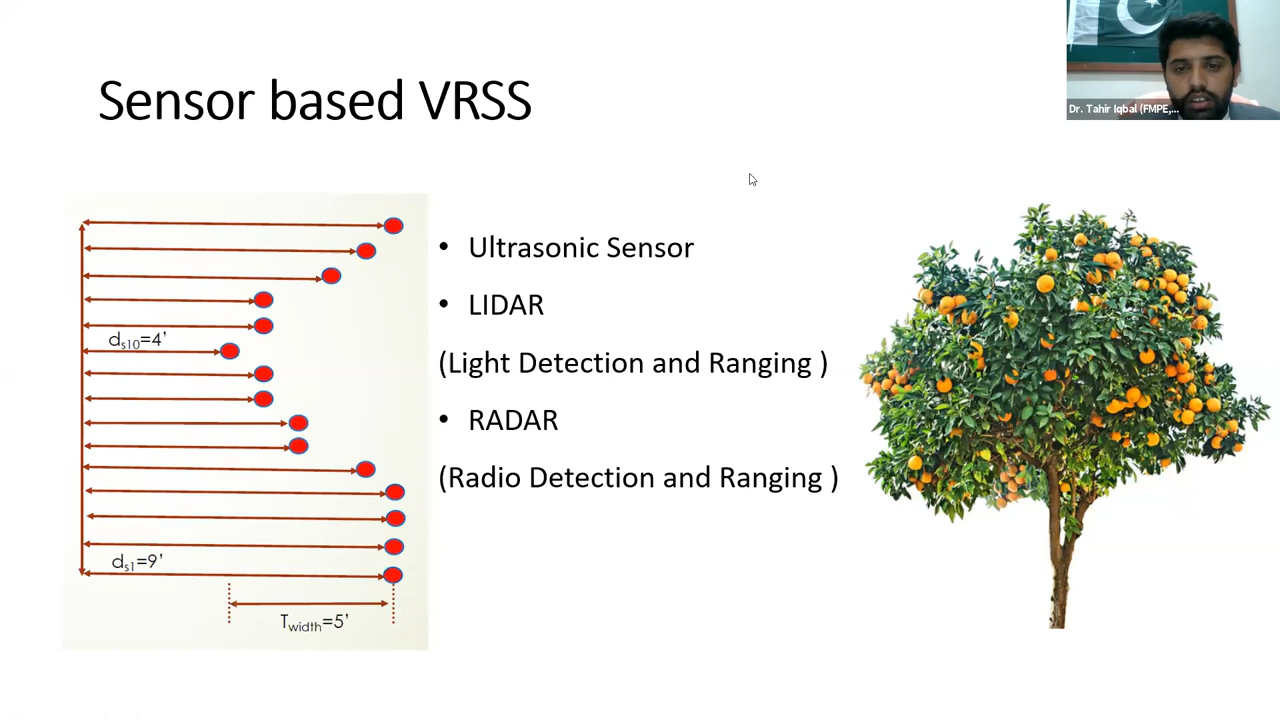 Sensor based VRSS
Dr. Tahir Iqbal (FMPE,...
ds10=4’
ds1=9’
Twidth=5’
• Ultrasonic Sensor
• LIDAR
(Light Detection and Ranging )
• RADAR
(Radio Detection and Ranging )